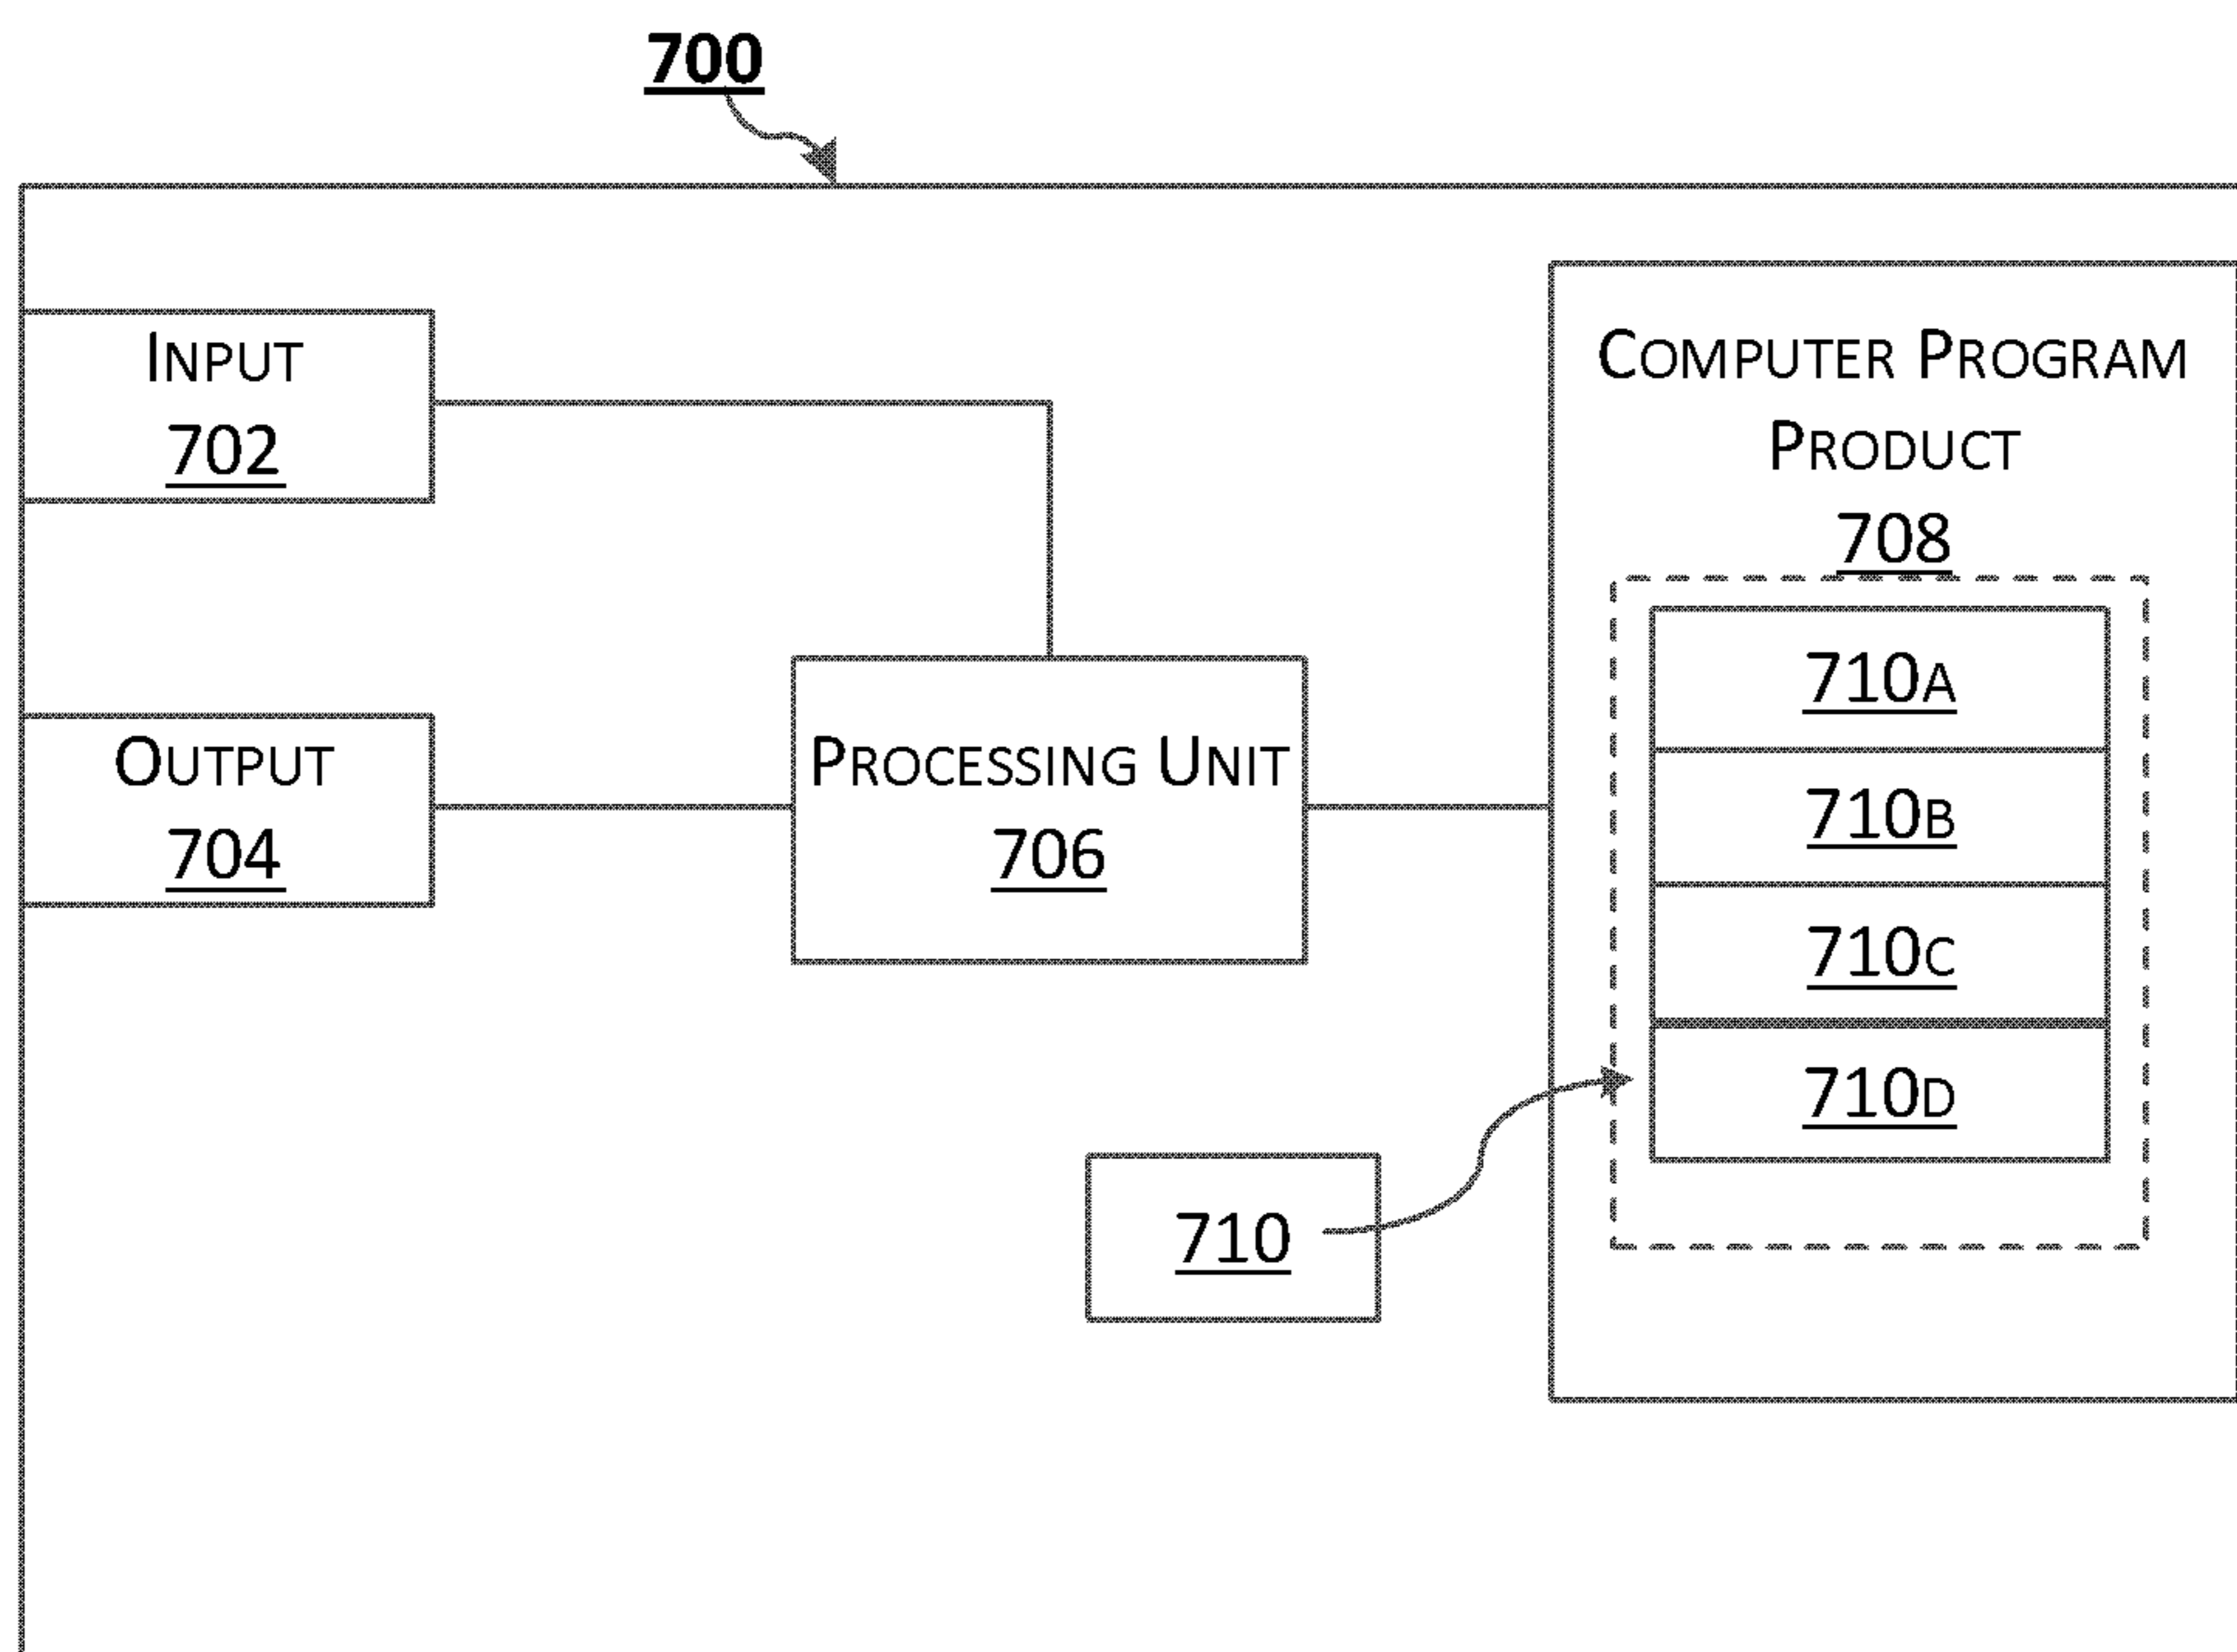 700
INPUT
702
OUTPUT
704
PROCESSING UNIT
706
COMPUTER PROGRAM
PRODUCT
708
710A
710B
710C
710D
710